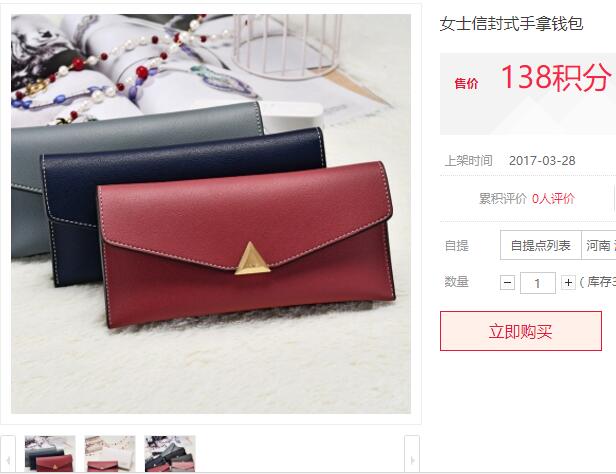 女士信封式手拿钱包
售价 138积分
上架时间 2017-03-28
累积评价 0人评价
自提 自提点列表 河南
数量 − 1 + ( 库存3
立即购买